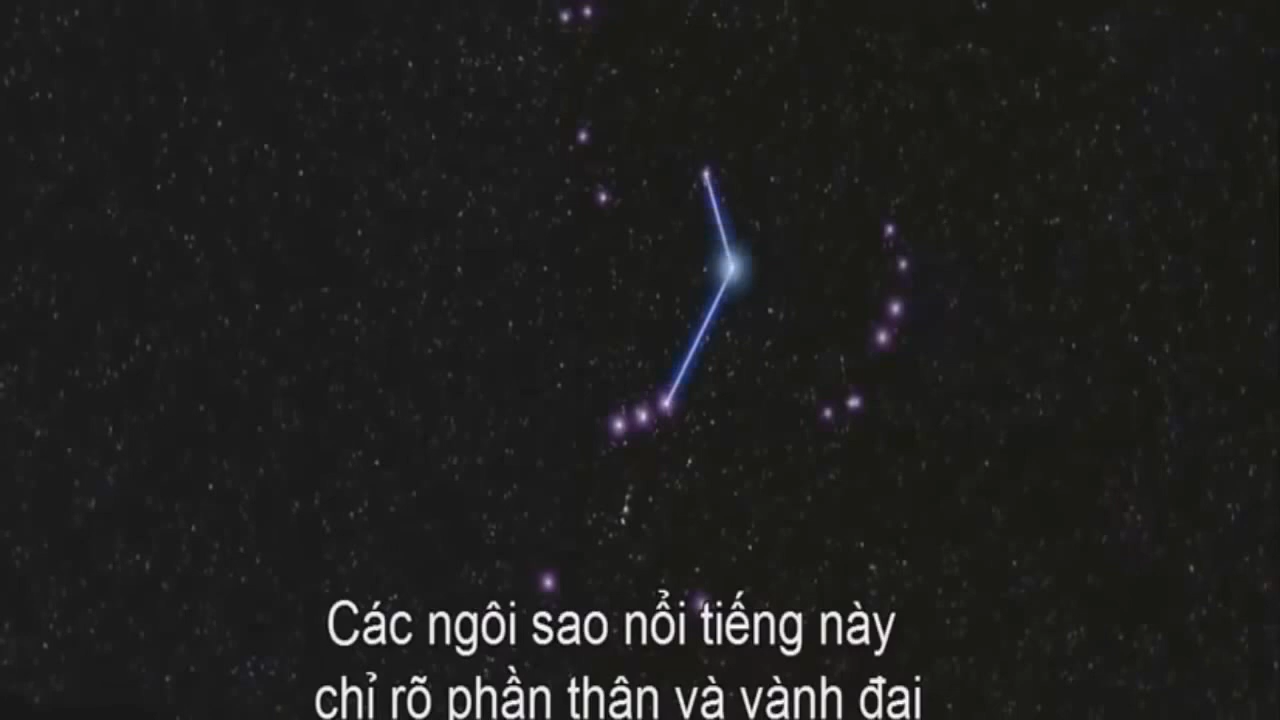 Các ngôi sao nổi tiếng này
chỉ rõ phần thân và vành đai